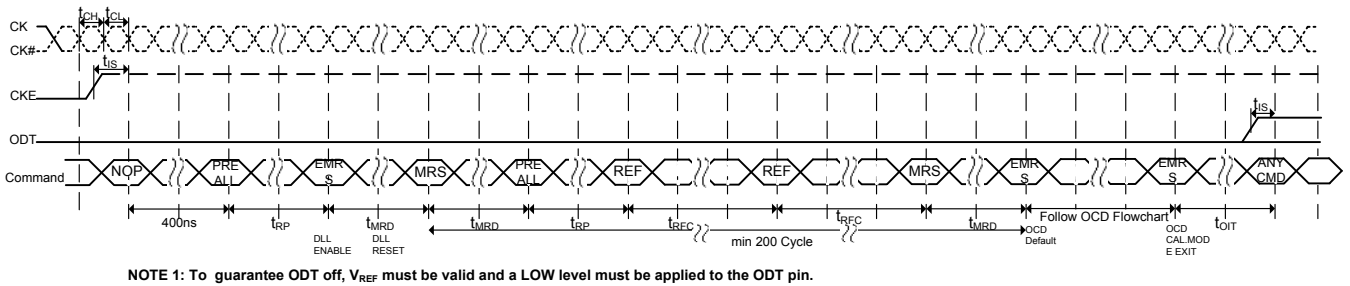 tCH tCL
CK
CK#
tIS
CKE
tIS
ODT
Command NOP PRE ALL EMR S MRS PRE ALL REF REF MRS EMR S EMR S ANY CMD
400ns tRP tMRD tMRD tRP tRFC tRFC tMRD Follow OCD Flowchart tOIT
DLL ENABLE
DLL RESET
min 200 Cycle
OCD Default
OCD CAL.MOD E EXIT
NOTE 1: To guarantee ODT off, VREF must be valid and a LOW level must be applied to the ODT pin.